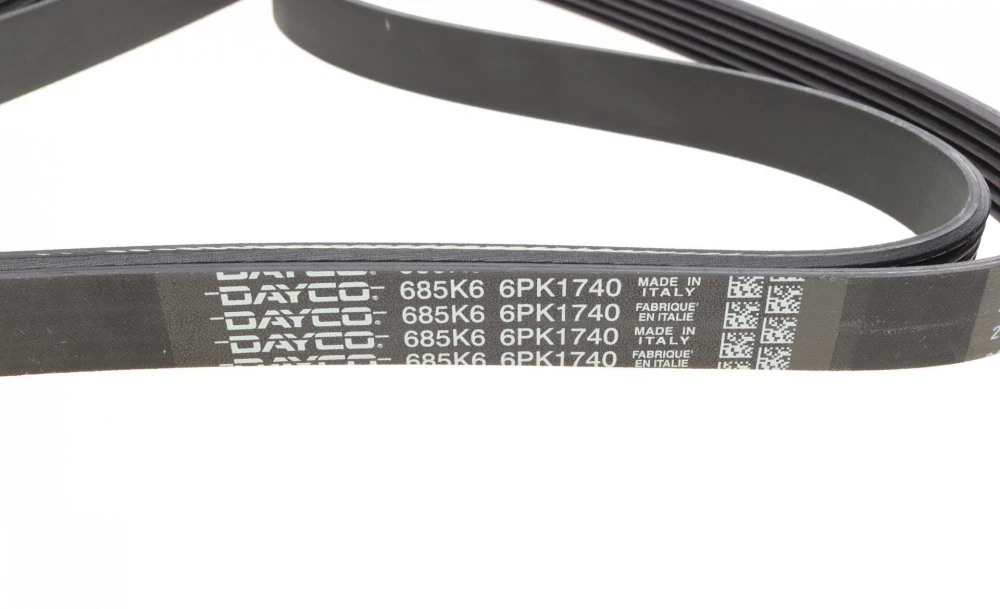 DAYCO® 685K6 6PK1740 MADE IN ITALY
DAYCO® 685K6 6PK1740 FABRIQUE' EN ITALIE
DAYCO® 685K6 6PK1740 MADE IN ITALY
DAYCO 685K6 6PK1740 FABRIQUE' EN ITALIE